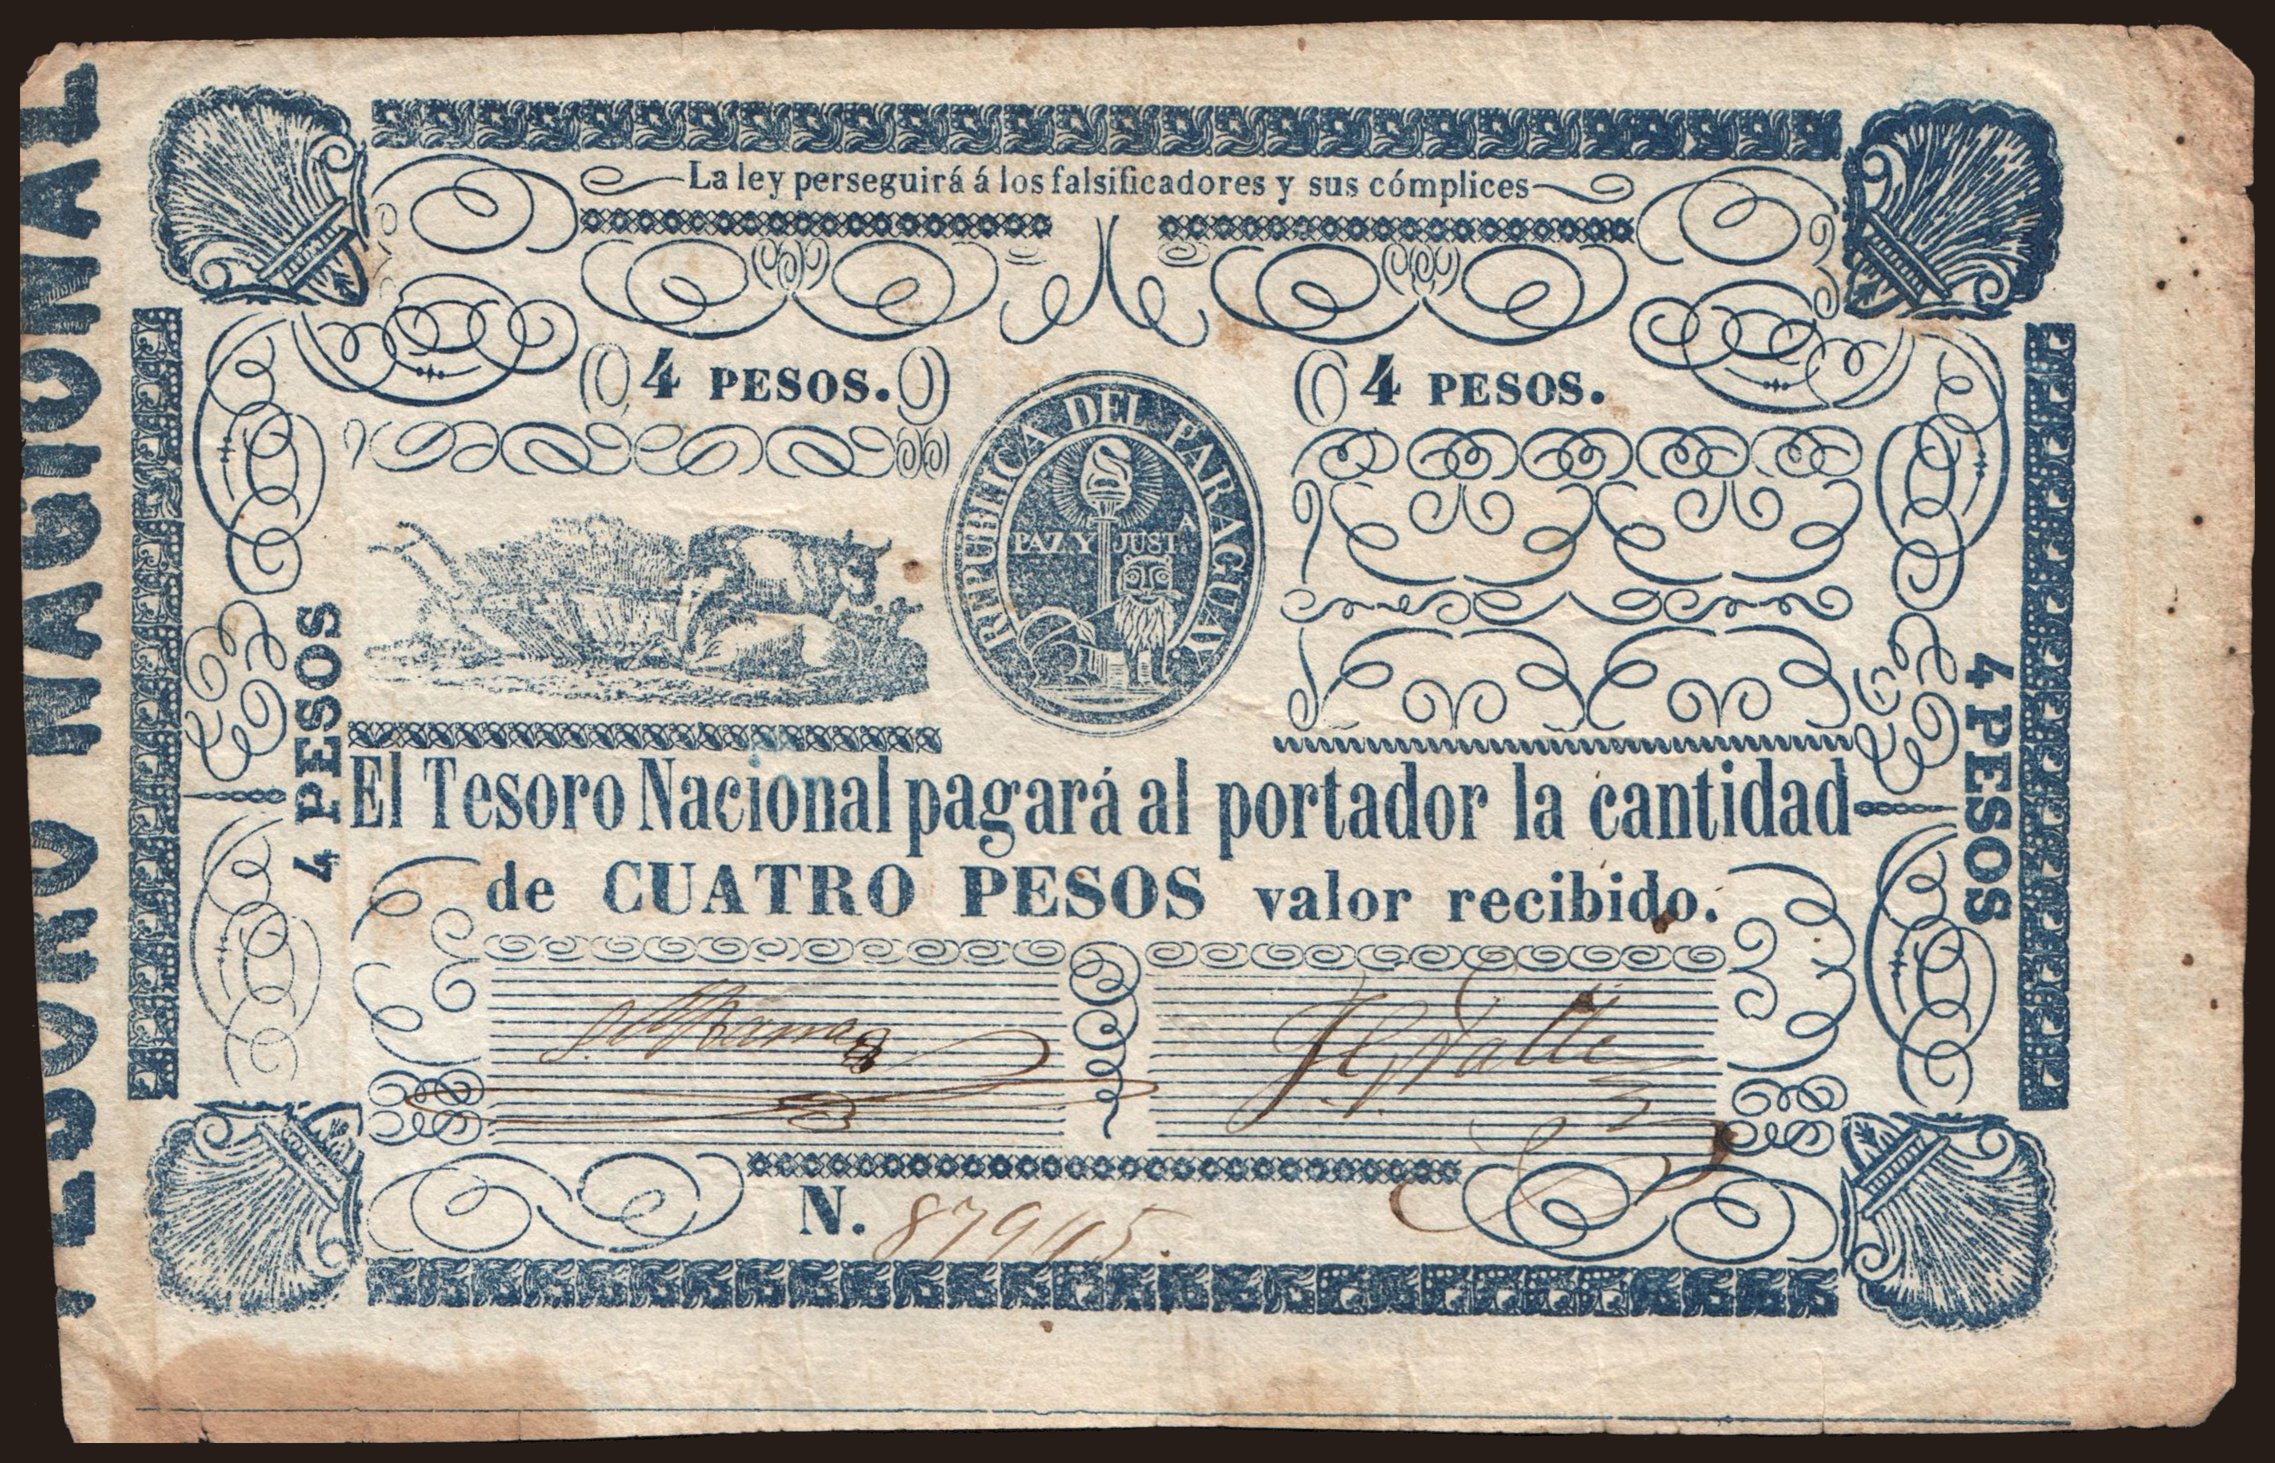 La ley perseguirá á los falsificadores y sus cómplices
4 PESOS.
4 PESOS.
REPUBLICA DEL PARAGUAY
PAZ Y JUST.A
4 PESOS
4 PESOS
ESORO NACIONAL
El Tesoro Nacional pagará al portador la cantidad
de CUATRO PESOS valor recibido.
N. 87945.